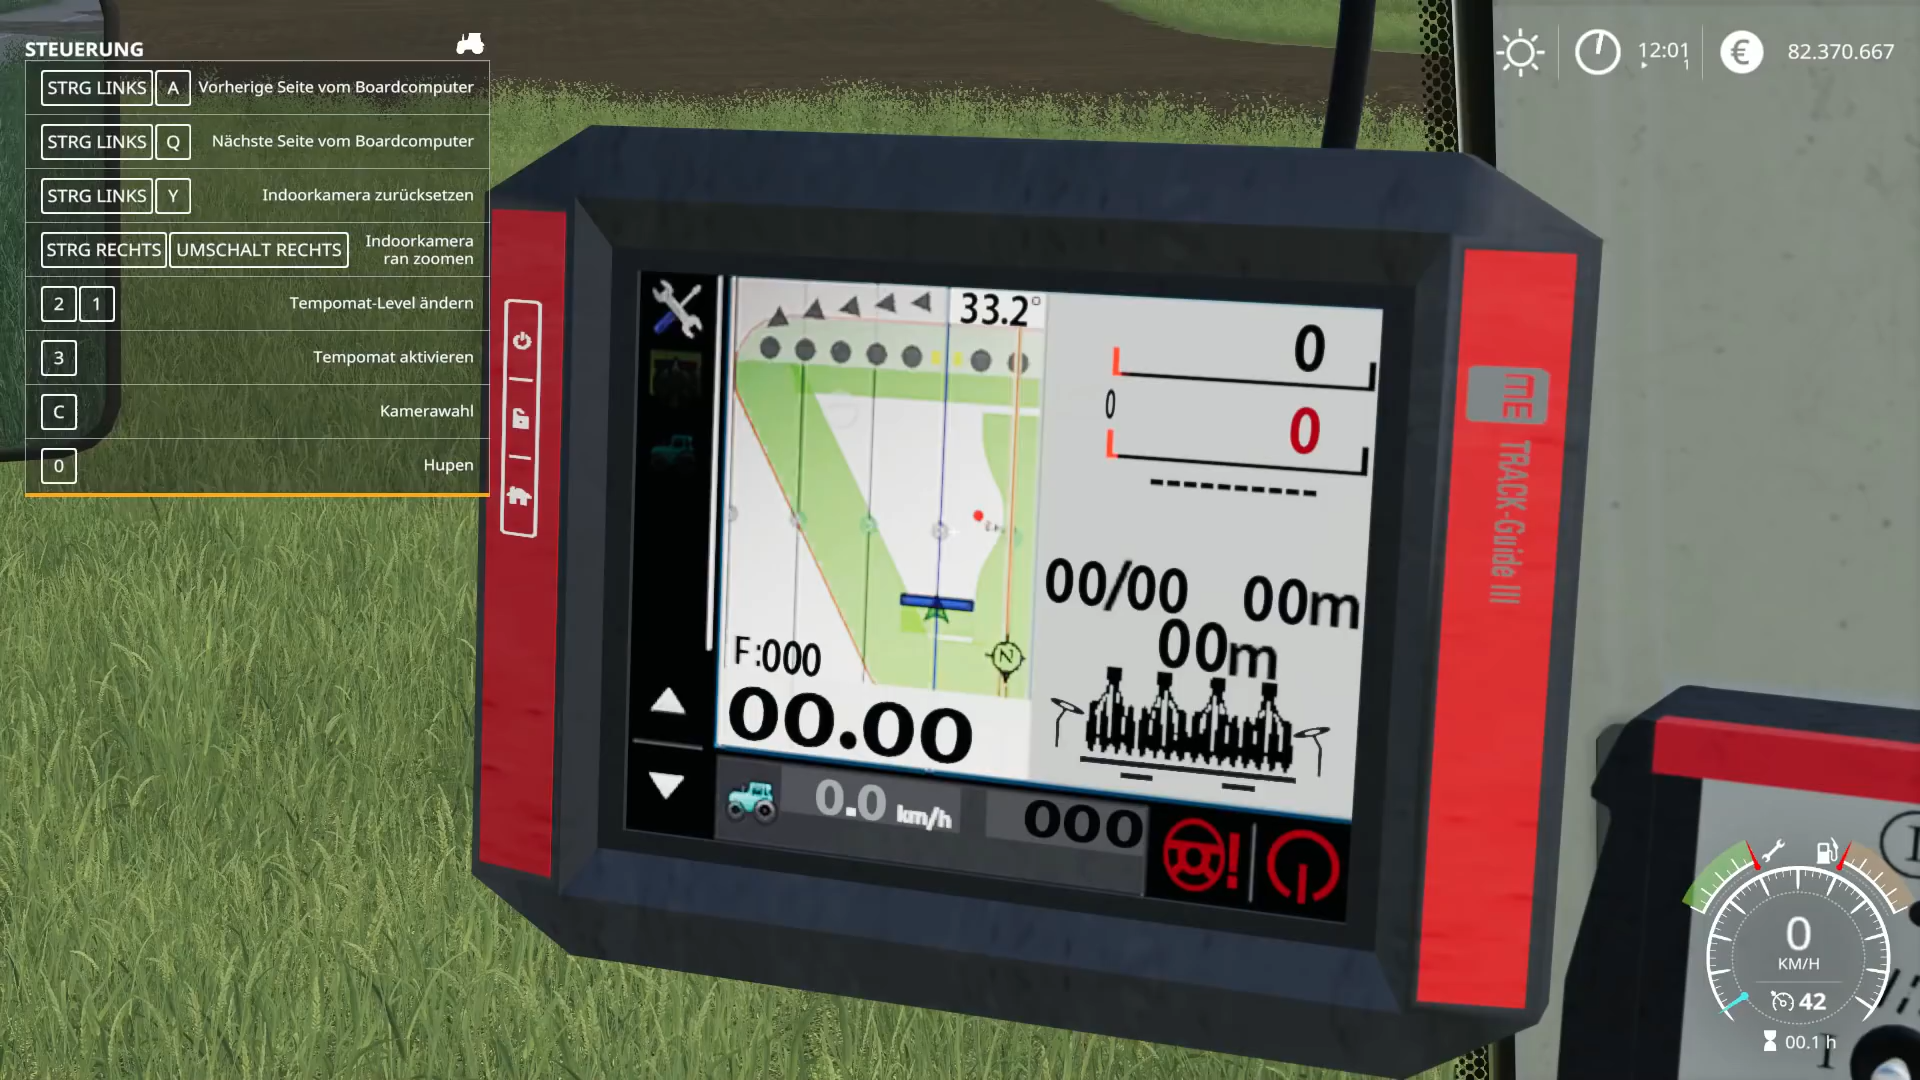 STEUERUNG
STRG LINKS A Vorherige Seite vom Boardcomputer
STRG LINKS Q Nächste Seite vom Boardcomputer
STRG LINKS Y Indoorkamera zurücksetzen
STRG RECHTS UMSCHALT RECHTS Indoorkamera
ran zoomen
2 1 Tempomat-Level ändern
3 Tempomat aktivieren
C Kamerawahl
0 Hupen
12:01
1
€ 82.370.667
33.2°
0
0
0
00/00 00m
00m
F:000
N
00.00
0.0 km/h
000
ME
TRACK-Guide III
0
KM/H
42
00.1 h